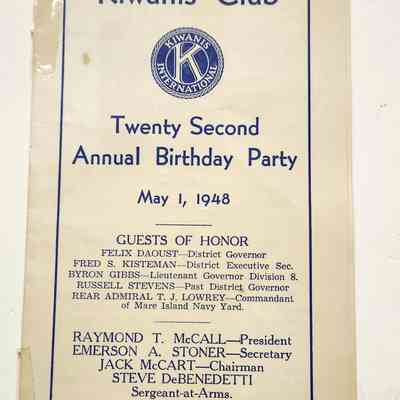 Kiwanis Club
KIWANIS
K
INTERNATIONAL
Twenty Second
Annual Birthday Party
May 1, 1948
GUESTS OF HONOR
FELIX DAOUST—District Governor
FRED S. KISTEMAN—District Executive Sec.
BYRON GIBBS—Lieutenant Governor Division 8.
RUSSELL STEVENS—Past District Governor
REAR ADMIRAL T. J. LOWREY—Commandant
of Mare Island Navy Yard.
RAYMOND T. McCALL—President
EMERSON A. STONER—Secretary
JACK McCART—Chairman
STEVE DeBENEDETTI
Sergeant-at-Arms.